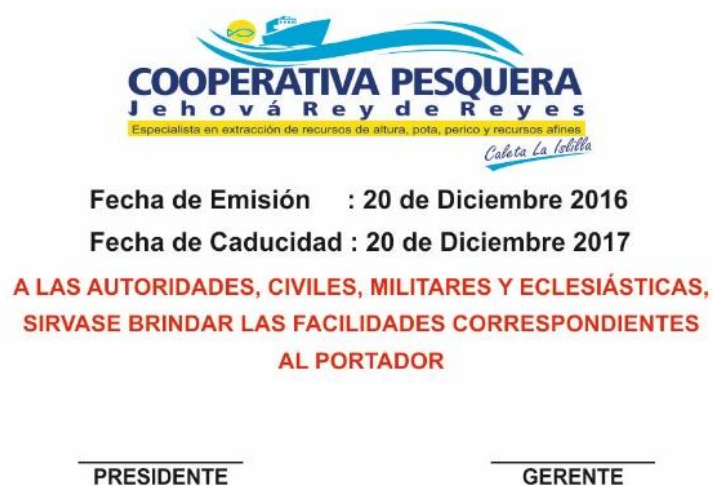 COOPERATIVA PESQUERA
Jehová Rey de Reyes
Especialista en extracción de recursos de altura, pota, perico y recursos afines
Caleta La Islilla
Fecha de Emisión : 20 de Diciembre 2016
Fecha de Caducidad : 20 de Diciembre 2017
A LAS AUTORIDADES, CIVILES, MILITARES Y ECLESIÁSTICAS,
SIRVASE BRINDAR LAS FACILIDADES CORRESPONDIENTES
AL PORTADOR
PRESIDENTE GERENTE